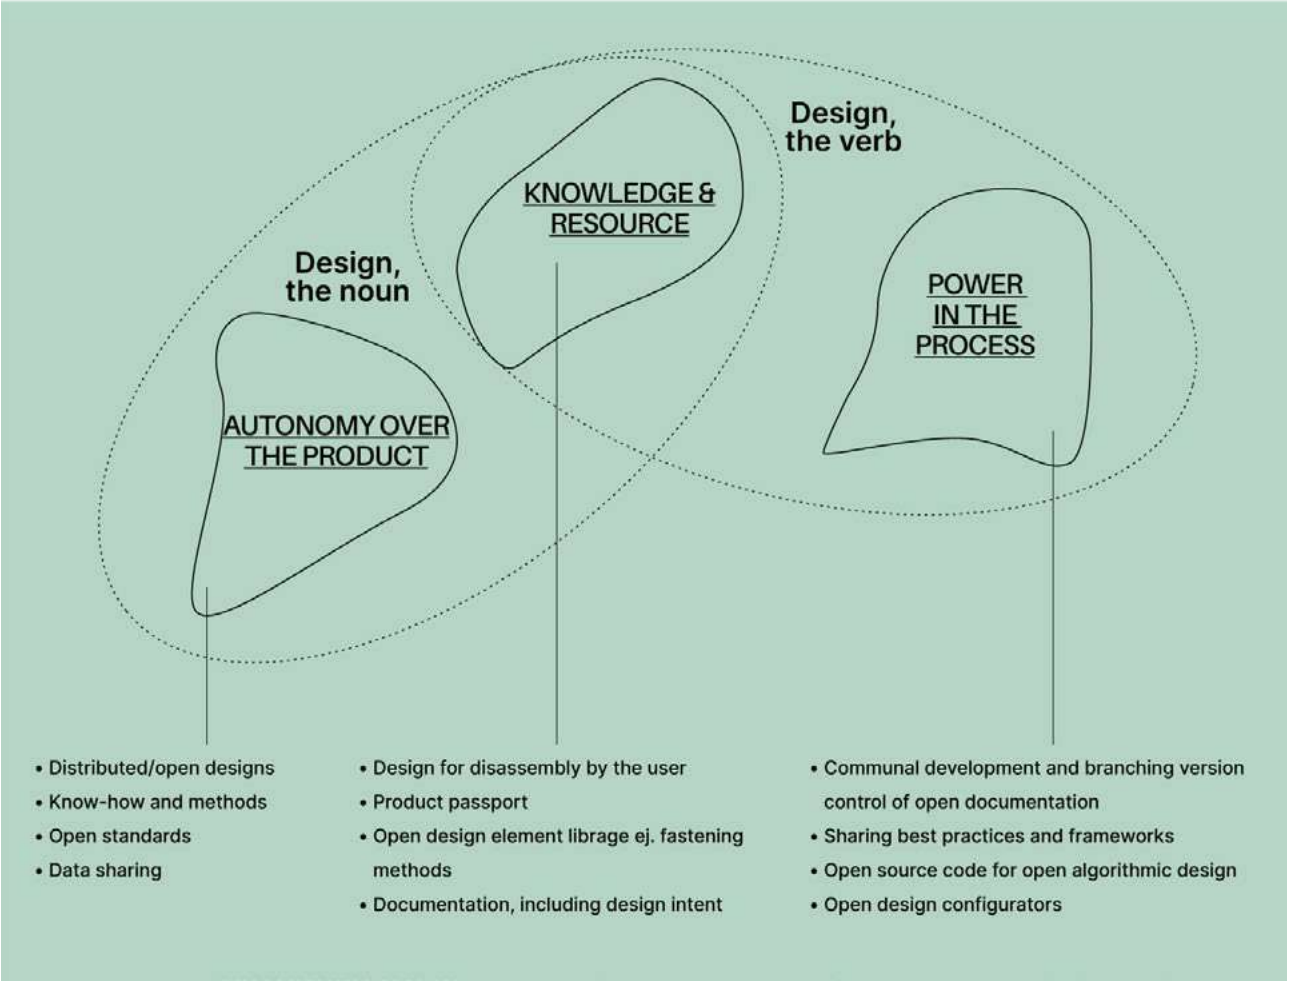 Design,
the verb
KNOWLEDGE &
RESOURCE
Design,
the noun
POWER
IN THE
PROCESS
AUTONOMY OVER
THE PRODUCT
• Distributed/open designs
• Know-how and methods
• Open standards
• Data sharing
• Design for disassembly by the user
• Product passport
• Open design element librage ej. fastening
methods
• Documentation, including design intent
• Communal development and branching version
control of open documentation
• Sharing best practices and frameworks
• Open source code for open algorithmic design
• Open design configurators